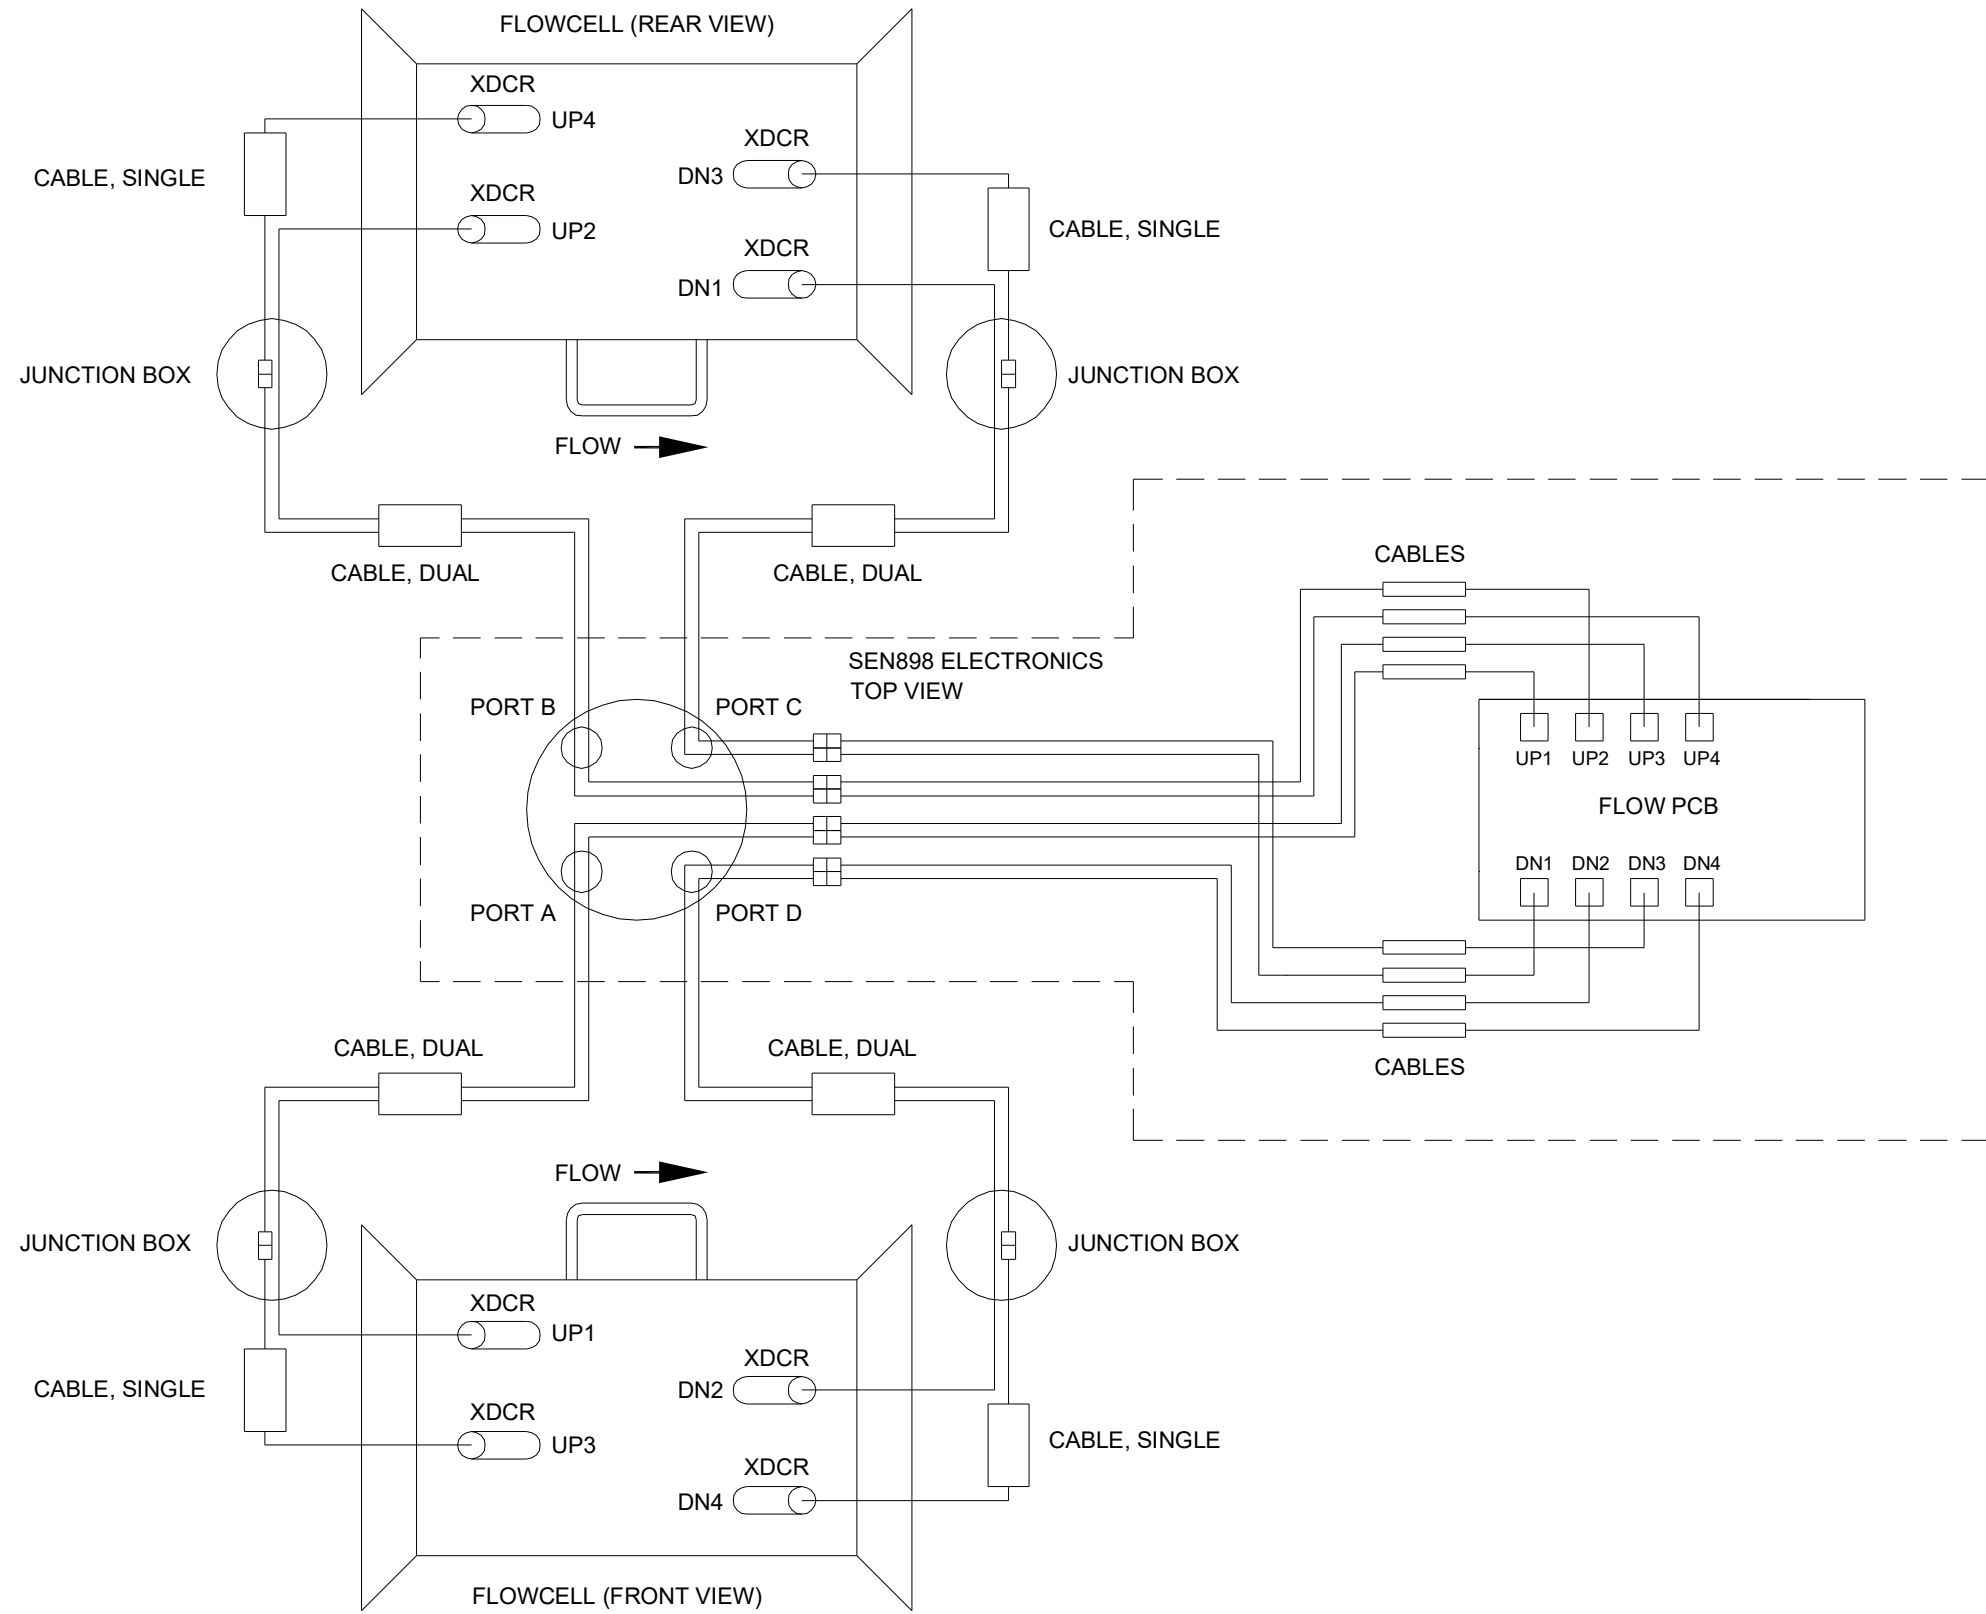 FLOWCELL (REAR VIEW)
XDCR
UP4
XDCR
DN3
CABLE, SINGLE
XDCR
UP2
CABLE, SINGLE
XDCR
DN1
JUNCTION BOX
JUNCTION BOX
FLOW
CABLE, DUAL
CABLE, DUAL
CABLES
SEN898 ELECTRONICS
TOP VIEW
PORT B
PORT C
UP1 UP2 UP3 UP4
FLOW PCB
DN1 DN2 DN3 DN4
PORT A
PORT D
CABLES
CABLE, DUAL
CABLE, DUAL
FLOW
JUNCTION BOX
JUNCTION BOX
XDCR
UP1
XDCR
DN2
CABLE, SINGLE
XDCR
UP3
CABLE, SINGLE
XDCR
DN4
FLOWCELL (FRONT VIEW)